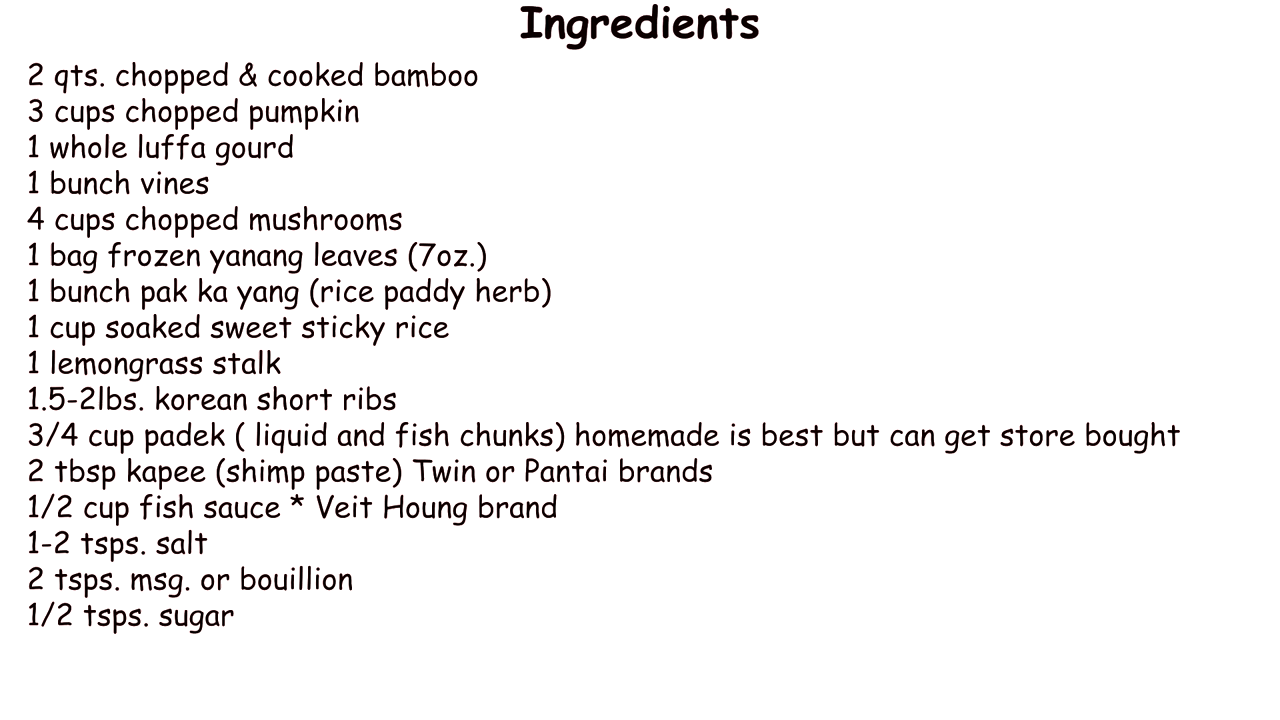 Ingredients
2 qts. chopped & cooked bamboo
3 cups chopped pumpkin
1 whole luffa gourd
1 bunch vines
4 cups chopped mushrooms
1 bag frozen yanang leaves (7oz.)
1 bunch pak ka yang (rice paddy herb)
1 cup soaked sweet sticky rice
1 lemongrass stalk
1.5-2lbs. korean short ribs
3/4 cup padek ( liquid and fish chunks) homemade is best but can get store bought
2 tbsp kapee (shimp paste) Twin or Pantai brands
1/2 cup fish sauce * Veit Houng brand
1-2 tsps. salt
2 tsps. msg. or bouillion
1/2 tsps. sugar